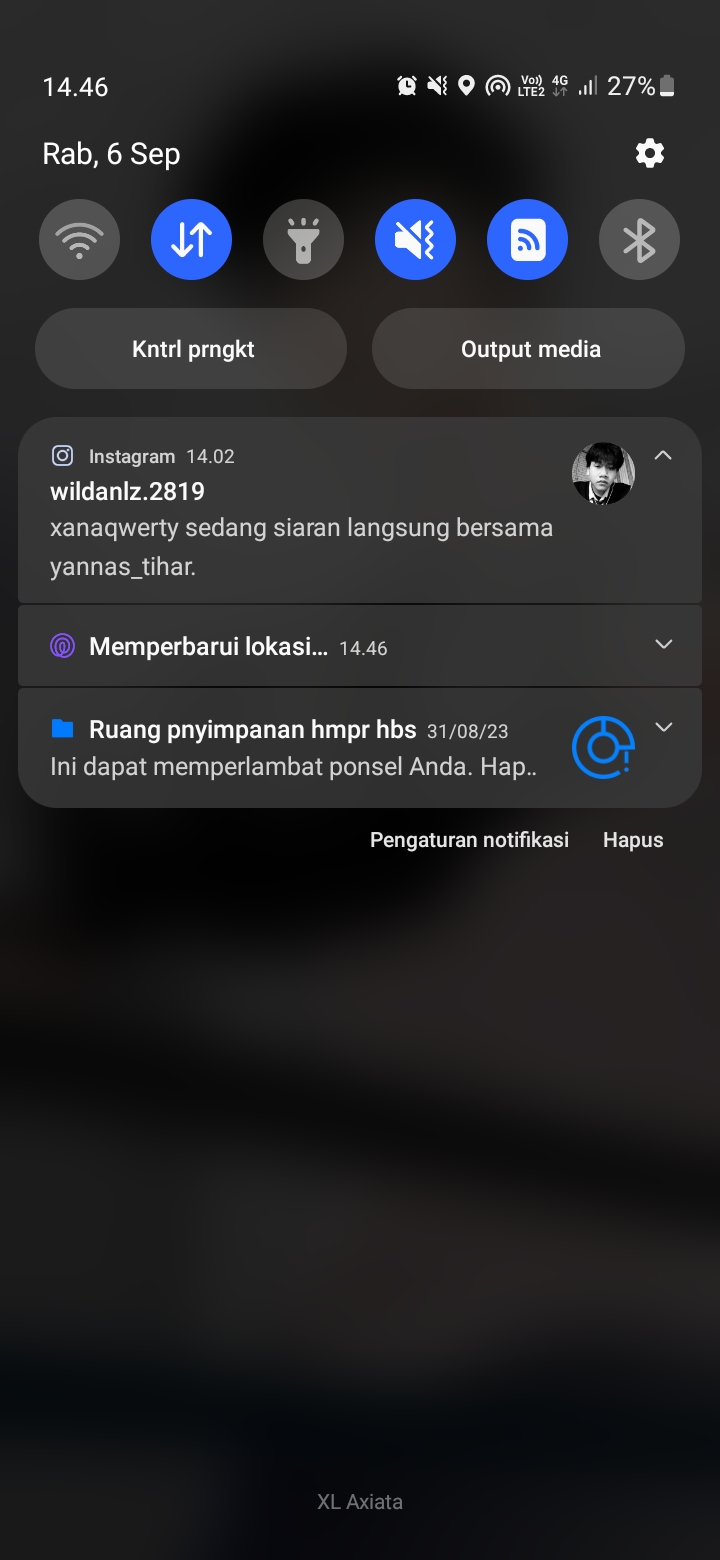 14.46
Vo)) LTE2 4G 27%
Rab, 6 Sep
Kntrl prngkt
Output media
Instagram 14.02
wildanlz.2819
xanaqwerty sedang siaran langsung bersama
yannas_tihar.
Memperbarui lokasi... 14.46
Ruang pnyimpanan hmpr hbs 31/08/23
Ini dapat memperlambat ponsel Anda. Hap..
Pengaturan notifikasi
Hapus
XL Axiata